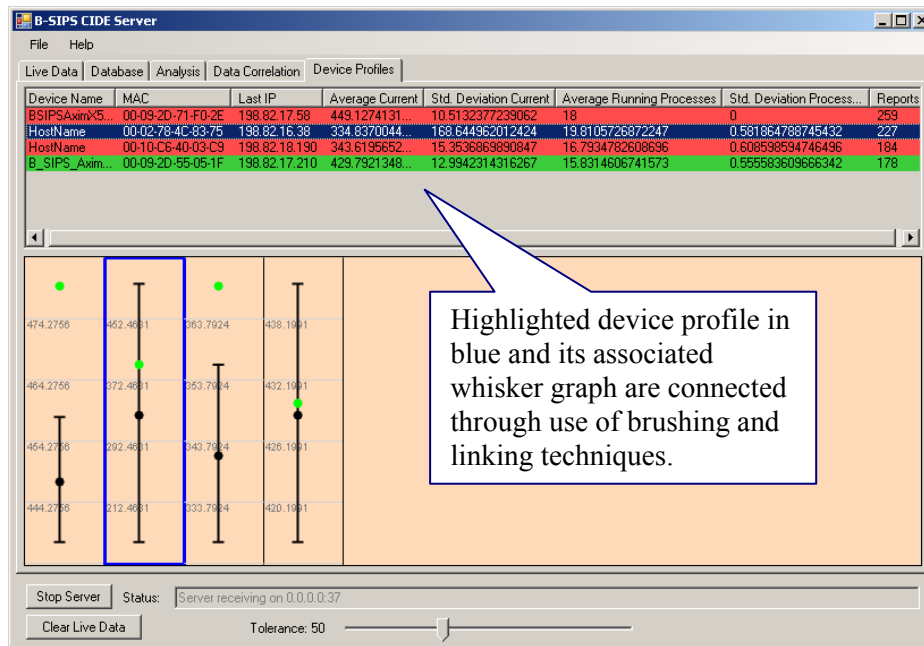 B-SIPS CIDE Server
File Help
Live Data Database Analysis Data Correlation Device Profiles
Device Name MAC Last IP Average Current Std. Deviation Current Average Running Processes Std. Deviation Process... Reports
BSIPSAximX5... 00-09-2D-71-F0-2E 198.82.17.58 449.1274131... 10.5132377239062 18 0 259
HostName 00-02-78-4C-83-75 198.82.16.38 334.8370044... 168.644962012424 19.8105726872247 0.581864788745432 227
HostName 00-10-C6-40-03-C9 198.82.18.190 343.6195652... 15.3536869890847 16.7934782608696 0.608598594746496 184
B_SIPS_Axim... 00-09-2D-55-05-1F 198.82.17.210 429.7921348... 12.9942314316267 15.8314606741573 0.555583609666342 178
474.2756 452.4631 363.7924 438.1991
464.2756 372.4631 353.7924 432.1991
454.2756 292.4631 343.7924 426.1991
444.2756 212.4631 333.7924 420.1991
Highlighted device profile in
blue and its associated
whisker graph are connected
through use of brushing and
linking techniques.
Stop Server Status: Server receiving on 0.0.0.0:37
Clear Live Data Tolerance: 50